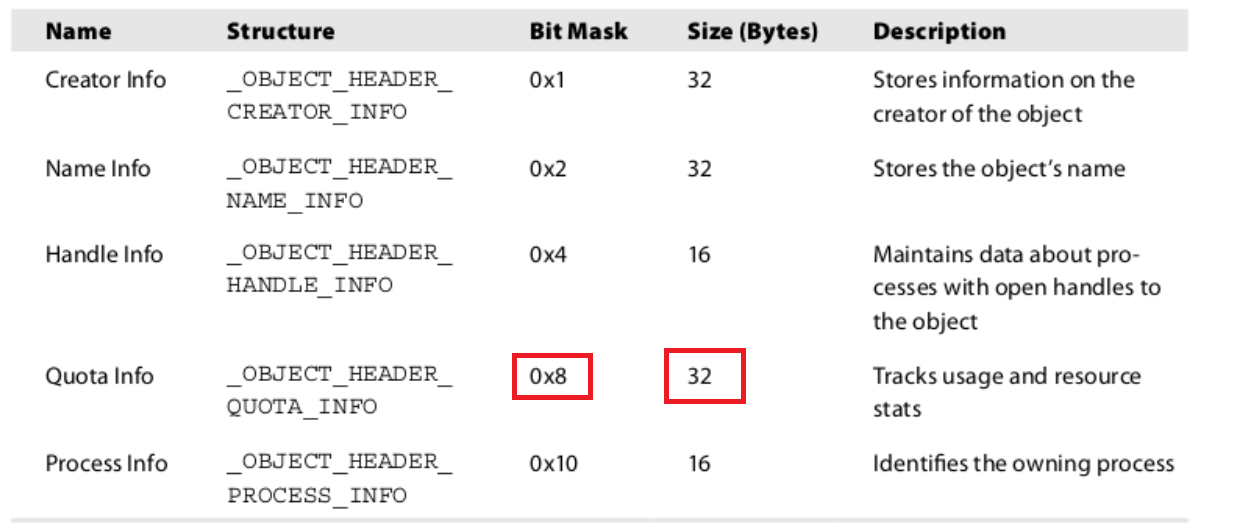 Name Structure Bit Mask Size (Bytes) Description
Creator Info _OBJECT_HEADER_ 0x1 32 Stores information on the
CREATOR_INFO creator of the object
Name Info _OBJECT_HEADER_ 0x2 32 Stores the object’s name
NAME_INFO
Handle Info _OBJECT_HEADER_ 0x4 16 Maintains data about pro-
HANDLE_INFO cesses with open handles to
the object
Quota Info _OBJECT_HEADER_ 0x8 32 Tracks usage and resource
QUOTA_INFO stats
Process Info _OBJECT_HEADER_ 0x10 16 Identifies the owning process
PROCESS_INFO